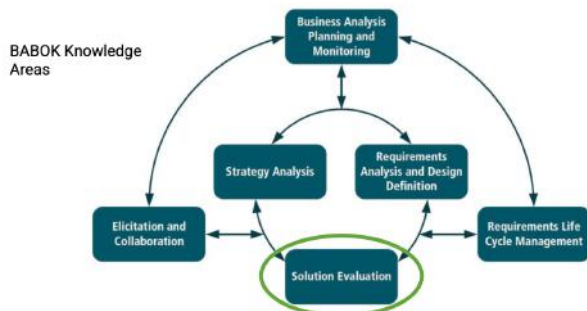 BABOK Knowledge
Areas
Business Analysis
Planning and
Monitoring
Strategy Analysis
Requirements
Analysis and Design
Definition
Elicitation and
Collaboration
Requirements Life
Cycle Management
Solution Evaluation